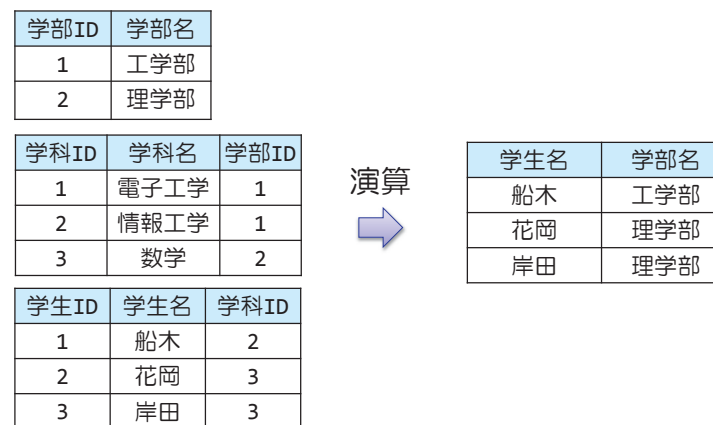 学部ID 学部名
1 工学部
2 理学部
学科ID 学科名 学部ID
1 電子工学 1
2 情報工学 1
3 数学 2
学生ID 学生名 学科ID
1 船木 2
2 花岡 3
3 岸田 3
演算
学生名 学部名
船木 工学部
花岡 理学部
岸田 理学部